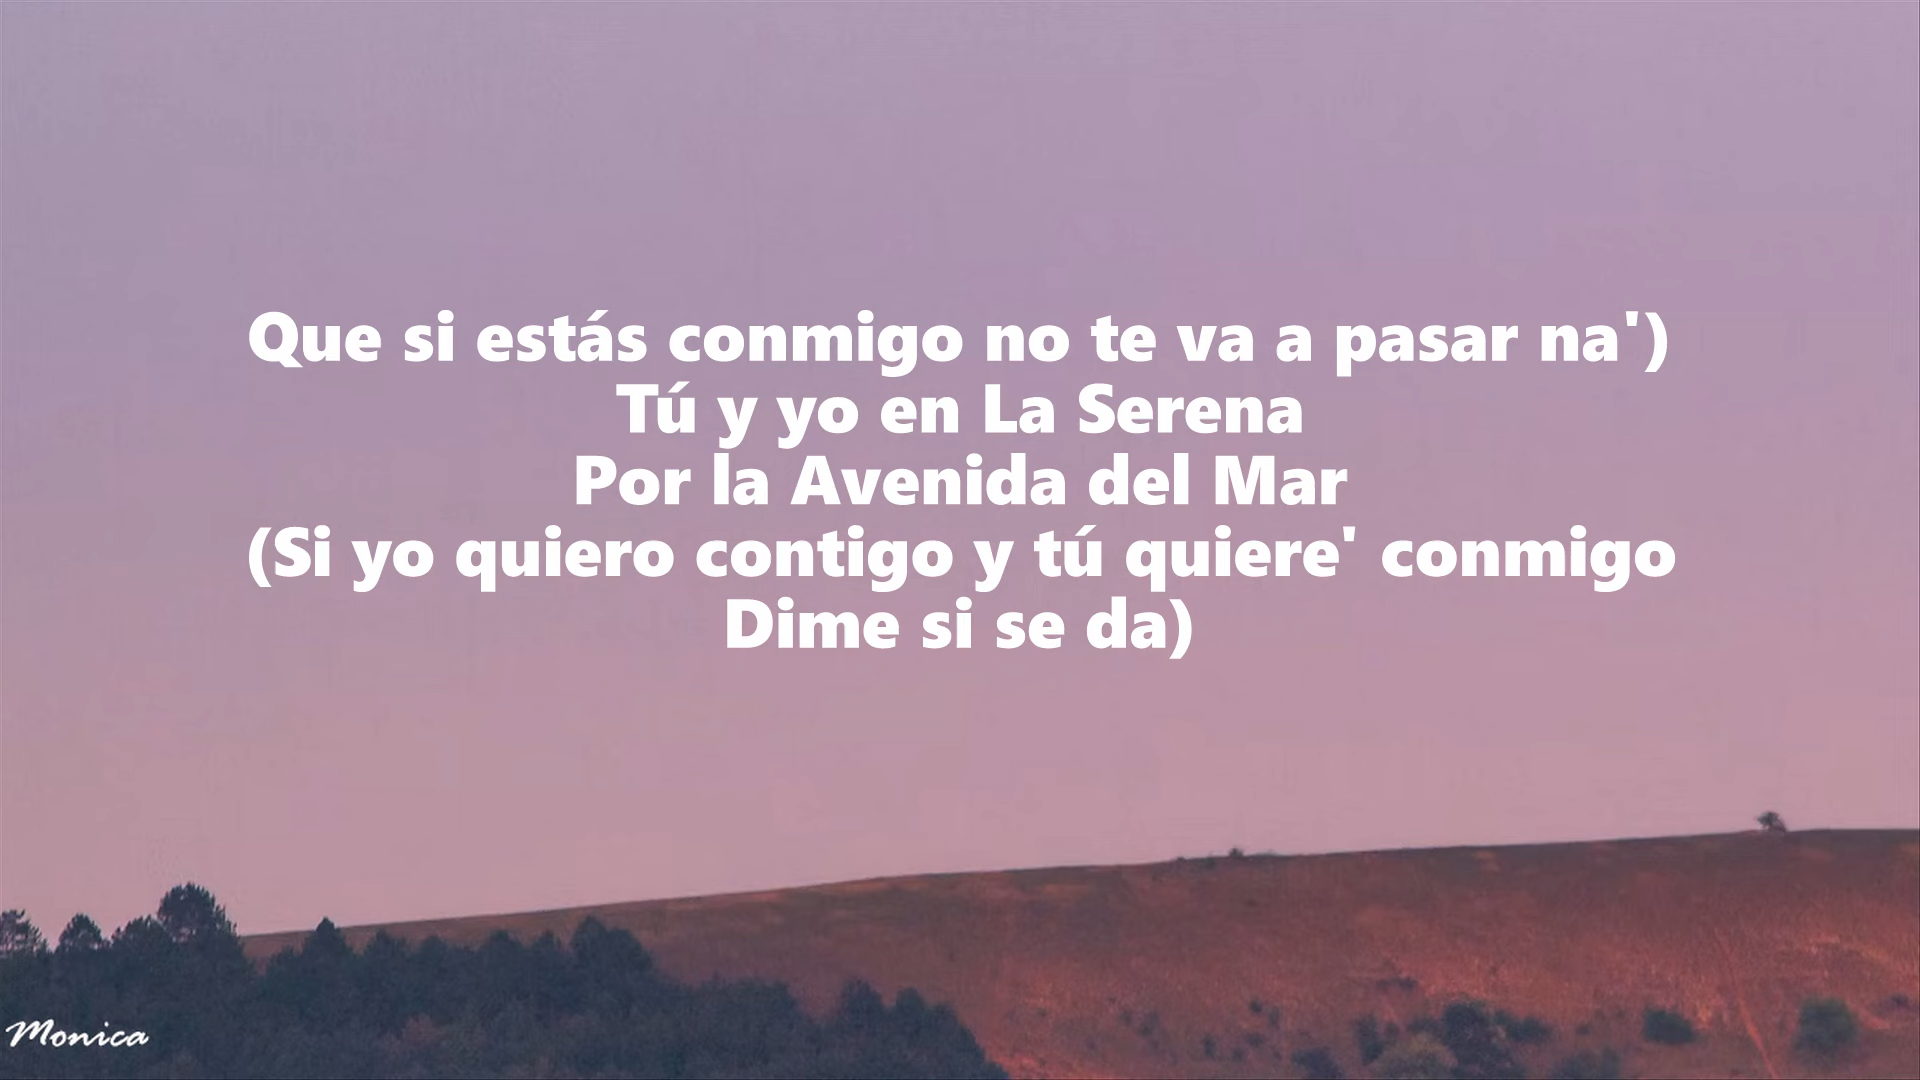 Que si estás conmigo no te va a pasar na')
Tú y yo en La Serena
Por la Avenida del Mar
(Si yo quiero contigo y tú quiere' conmigo
Dime si se da)
Monica